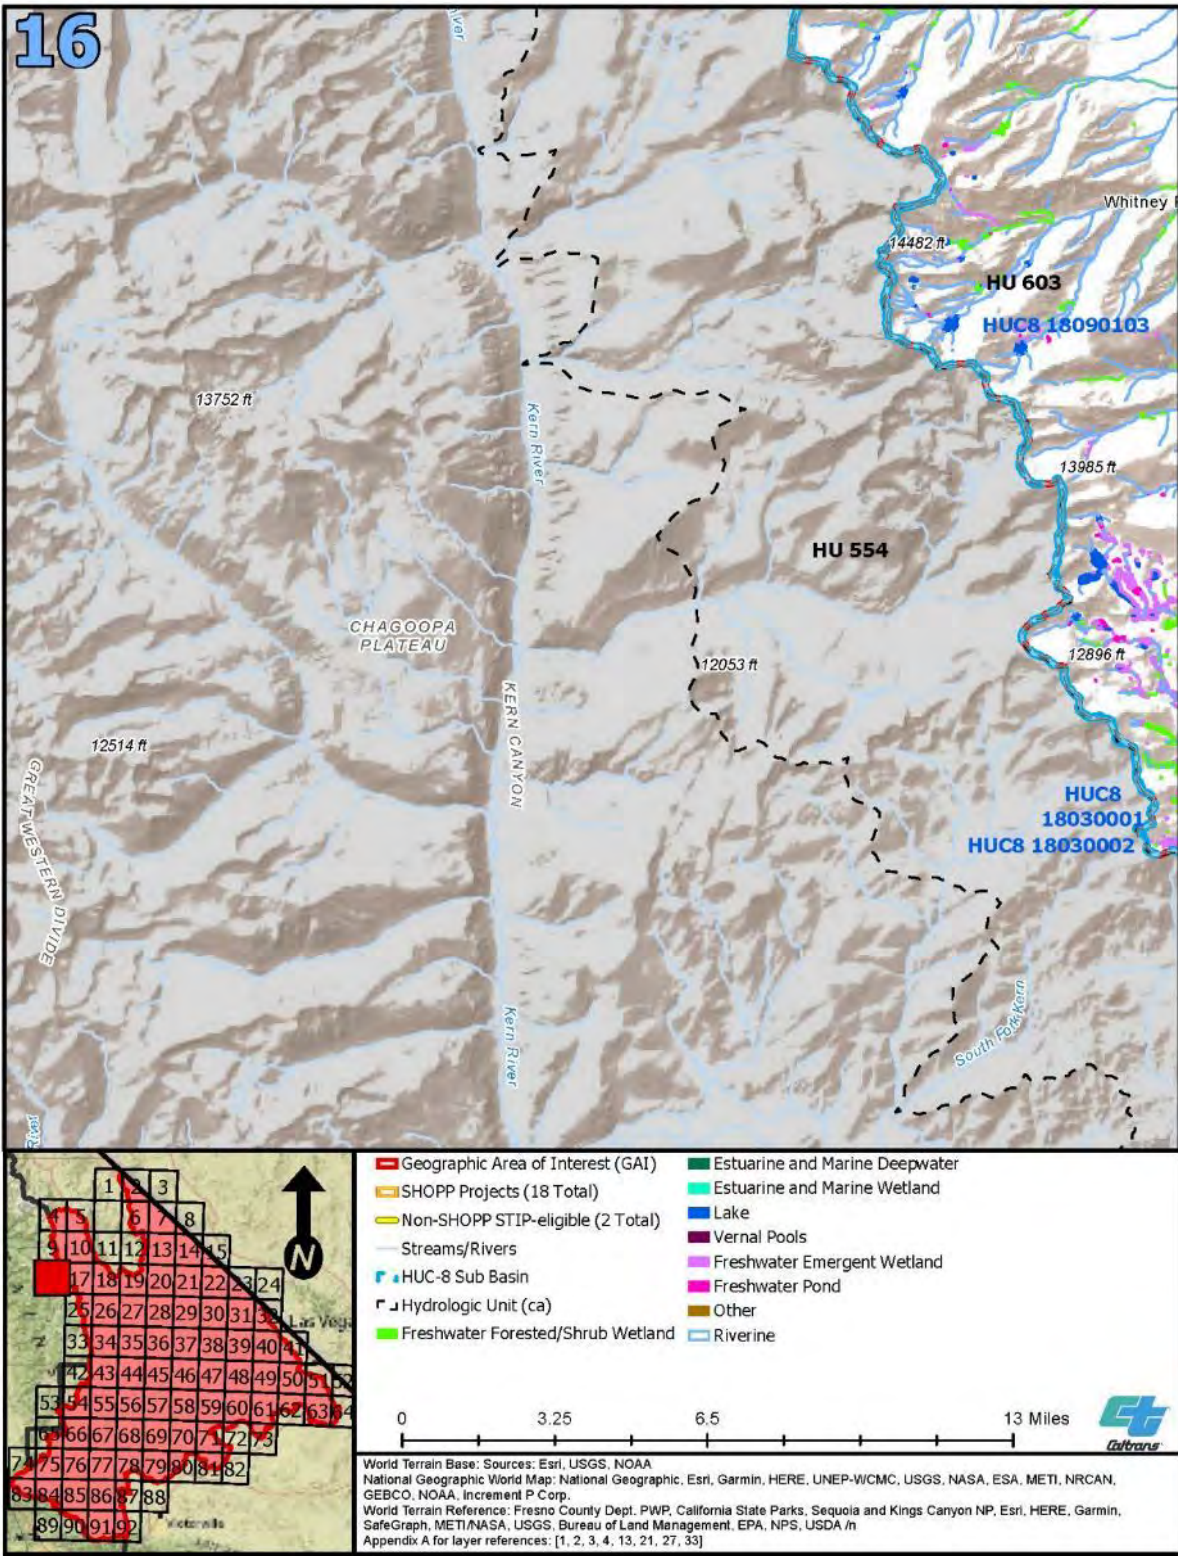 16
River
Whitney P
14482 ft
HU 603
HUC8 18090103
13752 ft
Kern River
13985 ft
HU 554
CHAGOOPA
PLATEAU
12896 ft
12053 ft
KERN CANYON
12514 ft
GREAT WESTERN DIVIDE
HUC8
18030001
HUC8 18030002
South Fork Kern
Kern River
River
1 2 3
4 5 6 7 8
9 10 11 12 13 14 15
17 18 19 20 21 22 23 24
25 26 27 28 29 30 31 32
Las Vega
33 34 35 36 37 38 39 40 41
42 43 44 45 46 47 48 49 50 51 52
53 54 55 56 57 58 59 60 61 62 63 64
65 66 67 68 69 70 71 72 73
74 75 76 77 78 79 80 81 82
83 84 85 86 87 88
89 90 91 92
Victorville
N
Geographic Area of Interest (GAI)
SHOPP Projects (18 Total)
Non-SHOPP STIP-eligible (2 Total)
Streams/Rivers
HUC-8 Sub Basin
Hydrologic Unit (ca)
Freshwater Forested/Shrub Wetland
Estuarine and Marine Deepwater
Estuarine and Marine Wetland
Lake
Vernal Pools
Freshwater Emergent Wetland
Freshwater Pond
Other
Riverine
0 3.25 6.5 13 Miles
ct
Caltrans
World Terrain Base: Sources: Esri, USGS, NOAA
National Geographic World Map: National Geographic, Esri, Garmin, HERE, UNEP-WCMC, USGS, NASA, ESA, METI, NRCAN,
GEBCO, NOAA, Increment P Corp.
World Terrain Reference: Fresno County Dept. PWP, California State Parks, Sequoia and Kings Canyon NP, Esri, HERE, Garmin,
SafeGraph, METI/NASA, USGS, Bureau of Land Management, EPA, NPS, USDA /n
Appendix A for layer references: [1, 2, 3, 4, 13, 21, 27, 33]